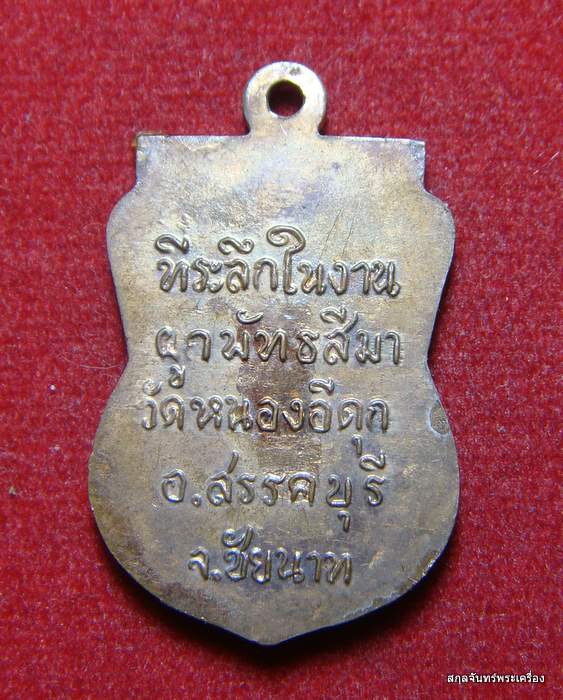 ที่ระลึกในงาน
ผูกพัทธสีมา
วัดหนองอีดุก
อ.สรรคบุรี
จ.ชัยนาท
สกุลจันทร์พระเครื่อง